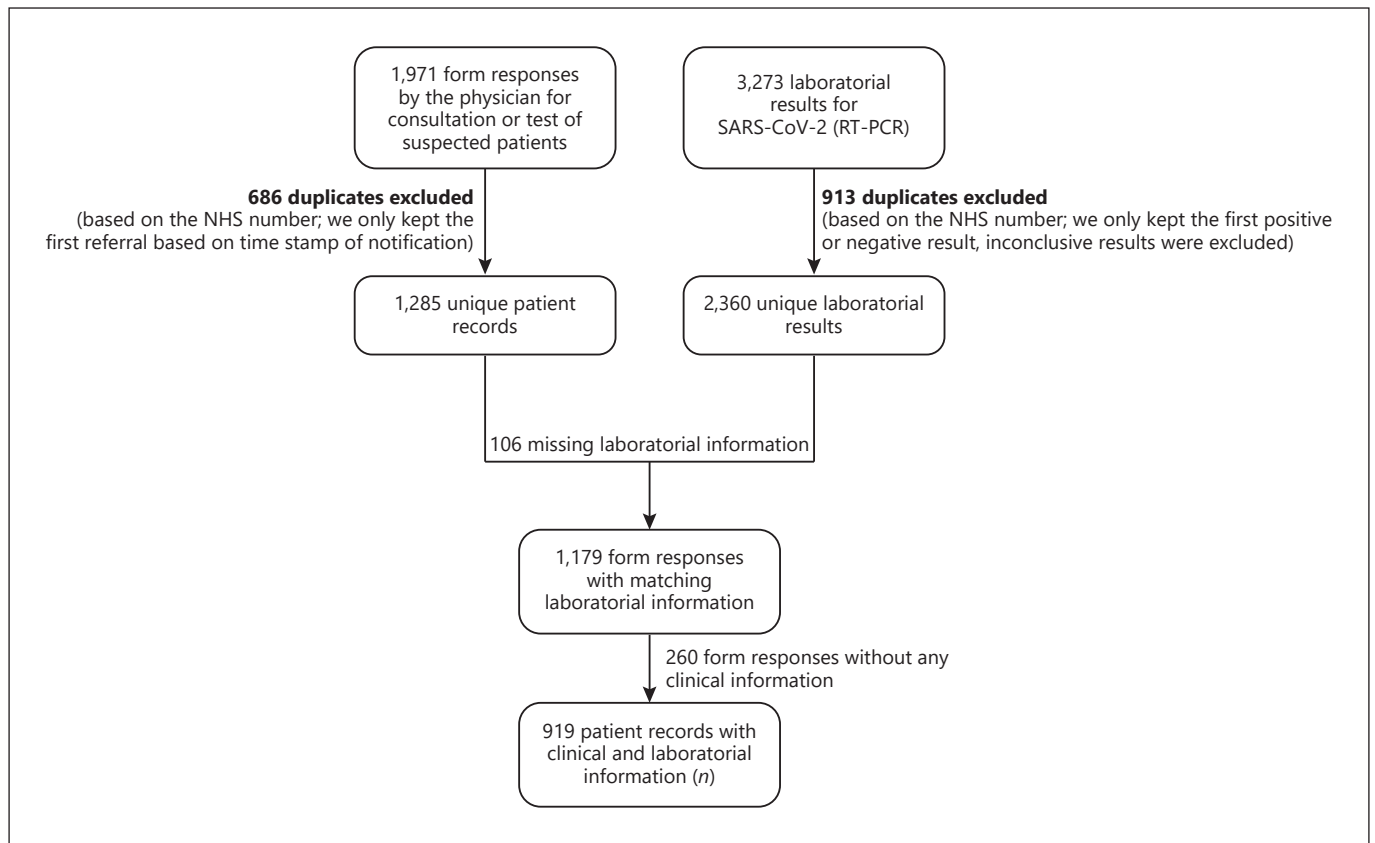 1,971 form responses
by the physician for
consultation or test of
suspected patients
3,273 laboratorial
results for
SARS-CoV-2 (RT-PCR)
686 duplicates excluded
(based on the NHS number; we only kept the
first referral based on time stamp of notification)
913 duplicates excluded
(based on the NHS number; we only kept the first positive
or negative result, inconclusive results were excluded)
1,285 unique patient
records
2,360 unique laboratorial
results
106 missing laboratorial information
1,179 form responses
with matching
laboratorial information
260 form responses without any
clinical information
919 patient records with
clinical and laboratorial
information (n)